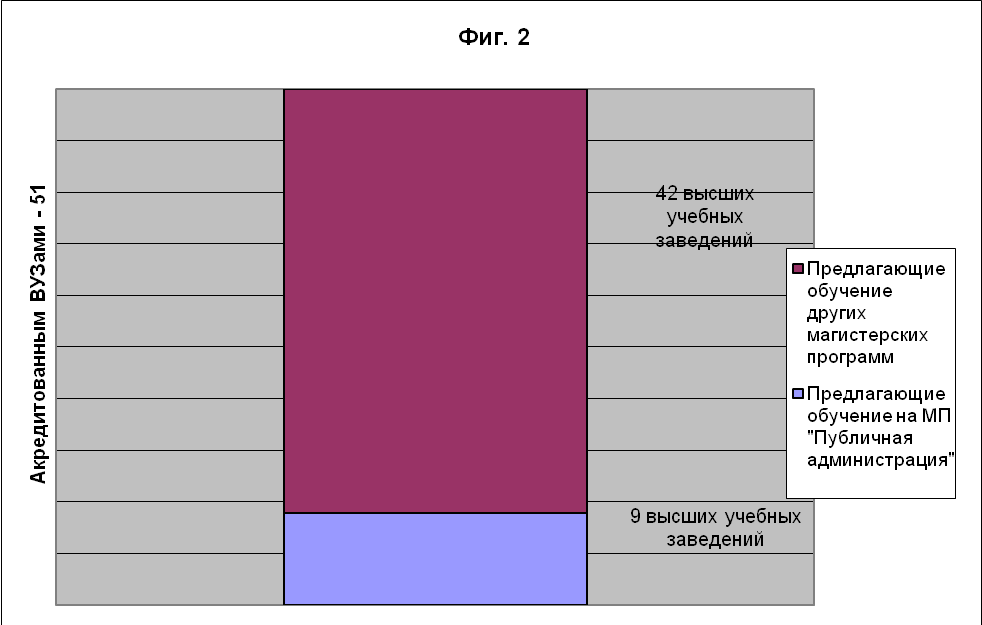 Фиг. 2
Акредитованным ВУЗами - 51
42 высших
учебных
заведений
Предлагающие
обучение
других
магистерских
программ
Предлагающие
обучение на МП
"Публичная
администрация"
9 высших учебных
заведений